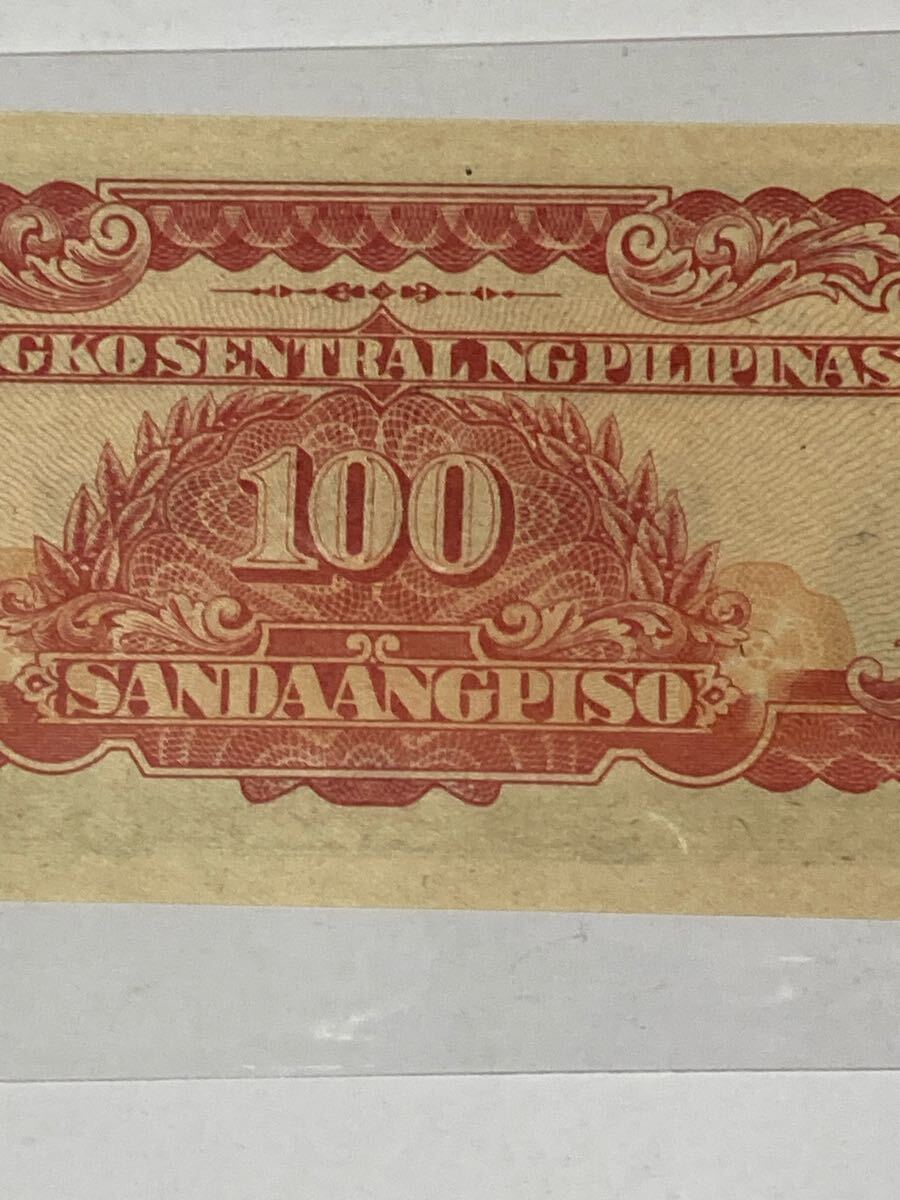 GKO SENTRAL NG PILIPINAS
100
SANDAANG PISO